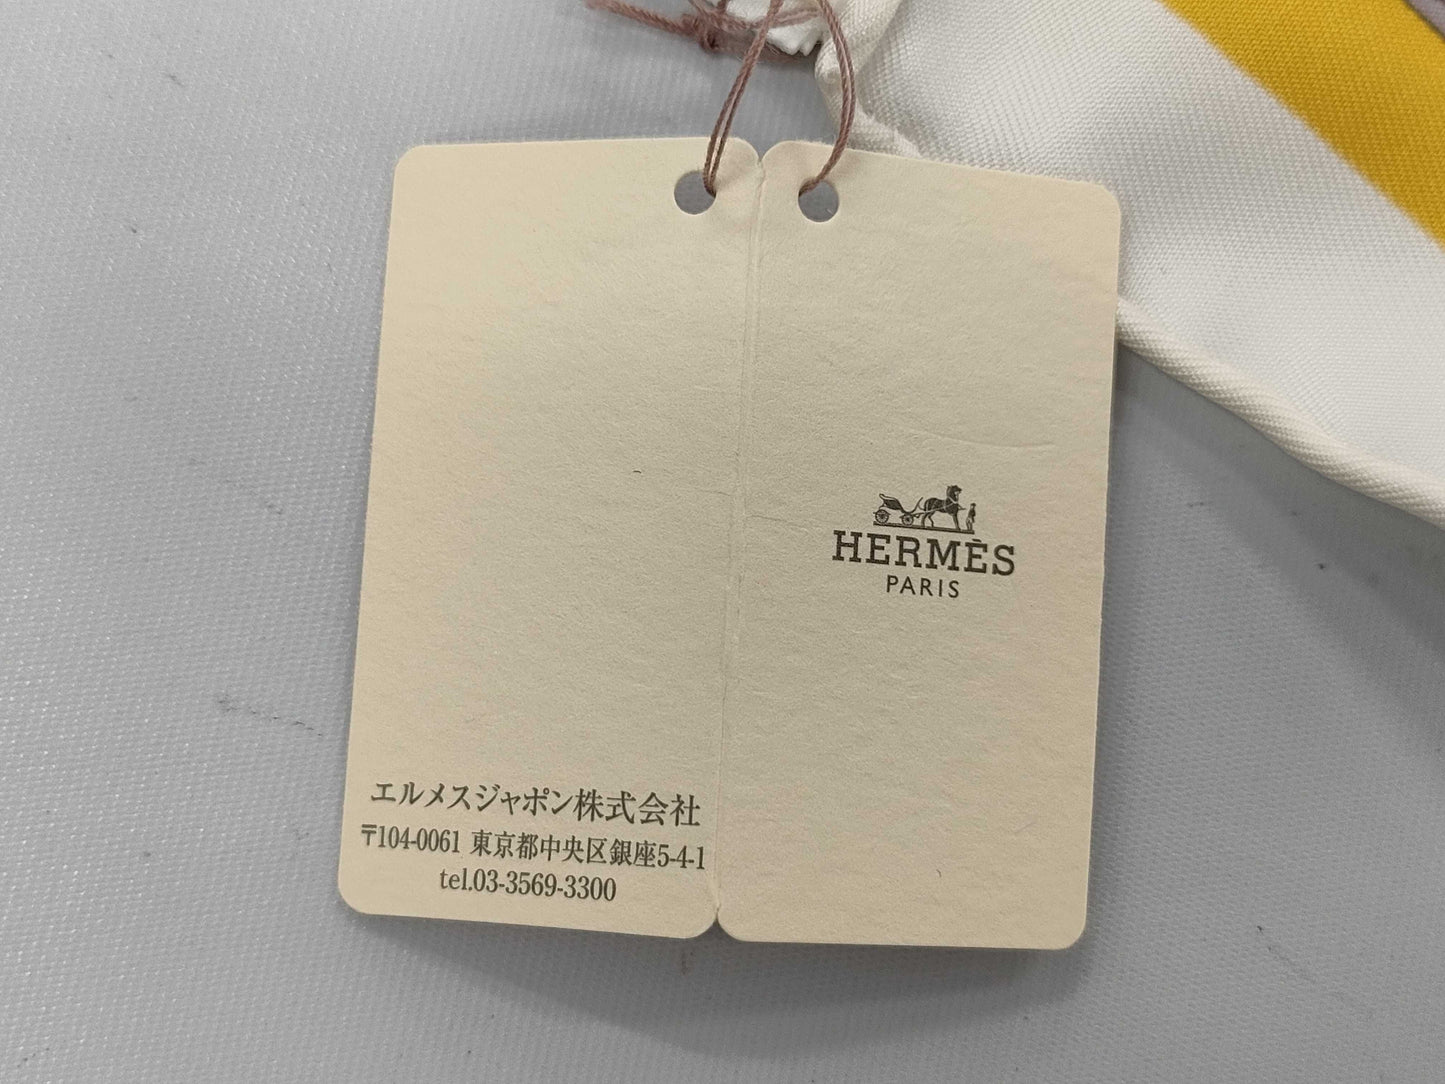 エルメスジャポン株式会社
〒104-0061 東京都中央区銀座5-4-1
tel.03-3569-3300
HERMÈS
PARIS